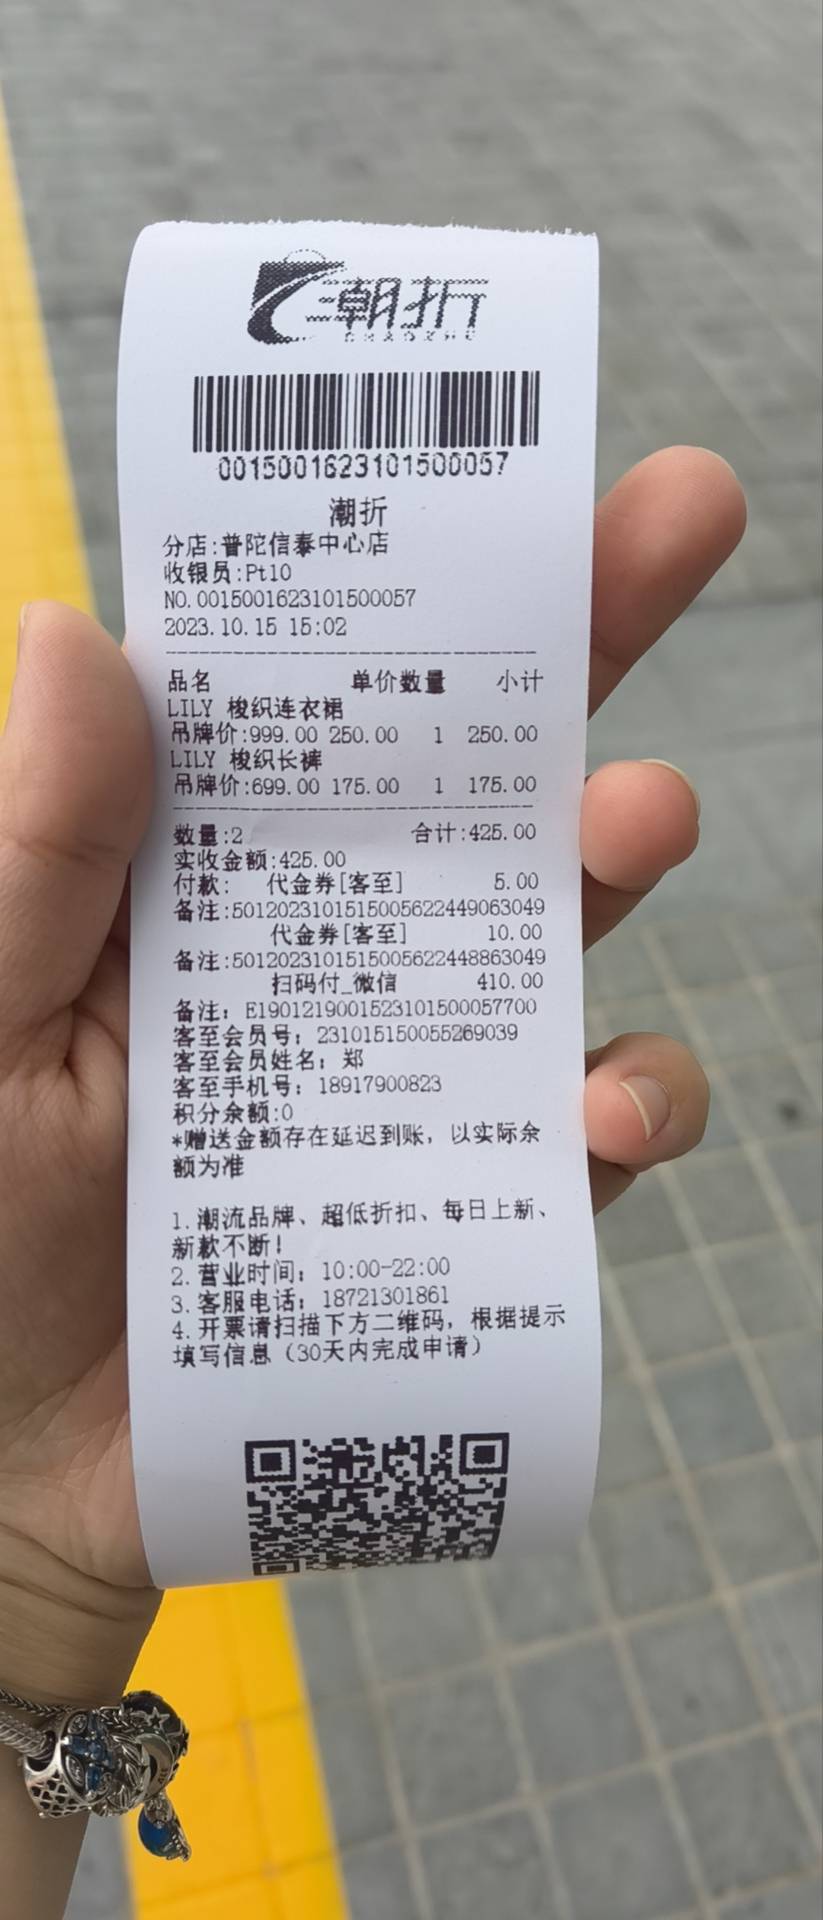 潮折
CHAOZHE
0015001623101500057
潮折
分店:普陀信泰中心店
收银员:Pt10
NO.0015001623101500057
2023.10.15 15:02
品名 单价数量 小计
LILY 梭织连衣裙
吊牌价:999.00 250.00 1 250.00
LILY 梭织长裤
吊牌价:699.00 175.00 1 175.00
数量:2 合计:425.00
实收金额:425.00
付款: 代金券[客至] 5.00
备注:5012023101515005622449063049
代金券[客至] 10.00
备注:5012023101515005622448863049
扫码付_微信 410.00
备注: E19012190015231015000577​00
客至会员号: 231015150055269039
客至会员姓名: 郑
客至手机号: 18917900823
积分余额:0
*赠送金额存在延迟到账, 以实际余
额为准
1.潮流品牌、超低折扣、每日上新、
新款不断!
2.营业时间: 10:00-22:00
3.客服电话: 18721301861
4.开票请扫描下方二维码, 根据提示
填写信息 (30天内完成申请)